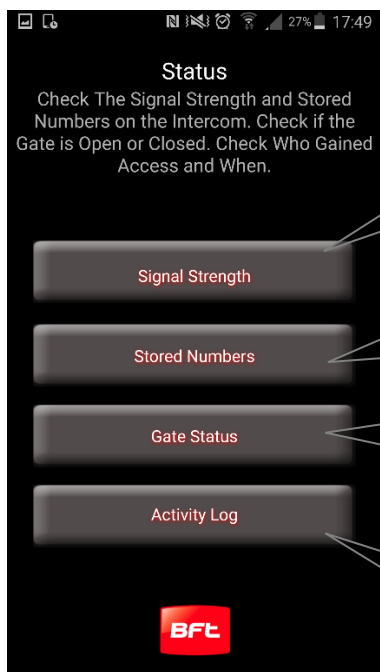 27% 17:49
Status
Check The Signal Strength and Stored
Numbers on the Intercom. Check if the
Gate is Open or Closed. Check Who Gained
Access and When.
Signal Strength
Stored Numbers
Gate Status
Activity Log
BFt